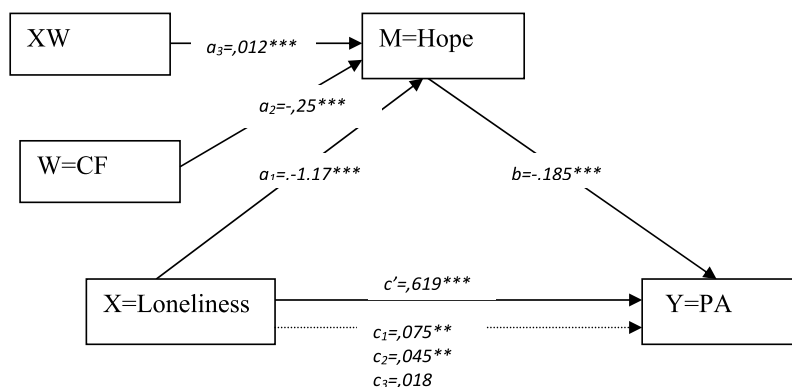 XW
M=Hope
a₃=,012***
a₂=-,25***
W=CF
a₁=.-1.17***
b=-.185***
X=Loneliness
c'=,619***
Y=PA
c₁=,075**
c₂=,045**
c₃=,018